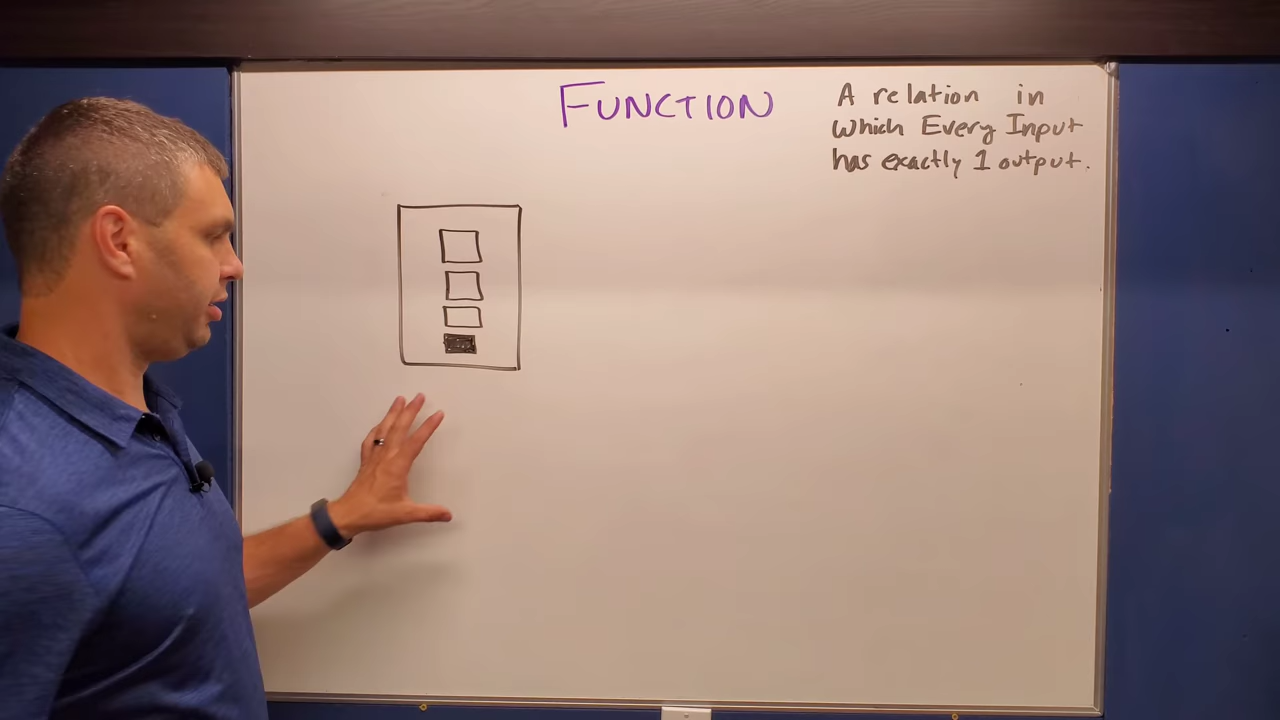 FUNCTION
A relation in
which Every Input
has exactly 1 output.